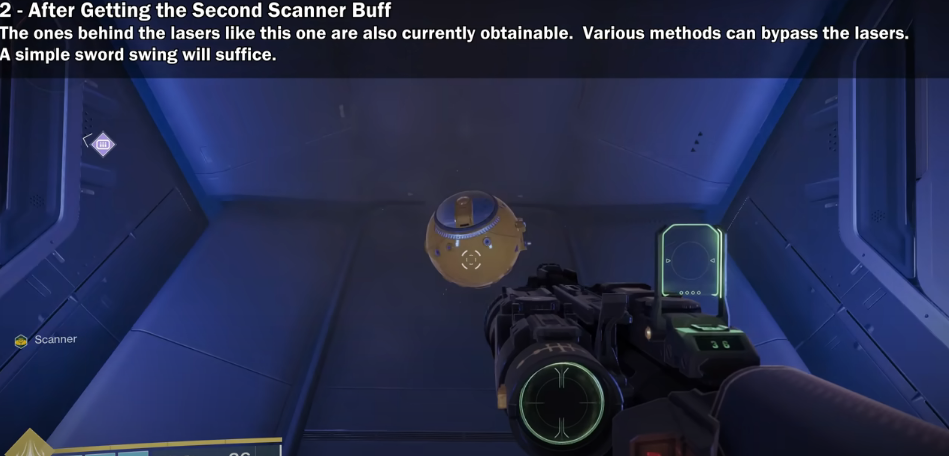 2 - After Getting the Second Scanner Buff
The ones behind the lasers like this one are also currently obtainable.  Various methods can bypass the lasers.
A simple sword swing will suffice.
Scanner
36